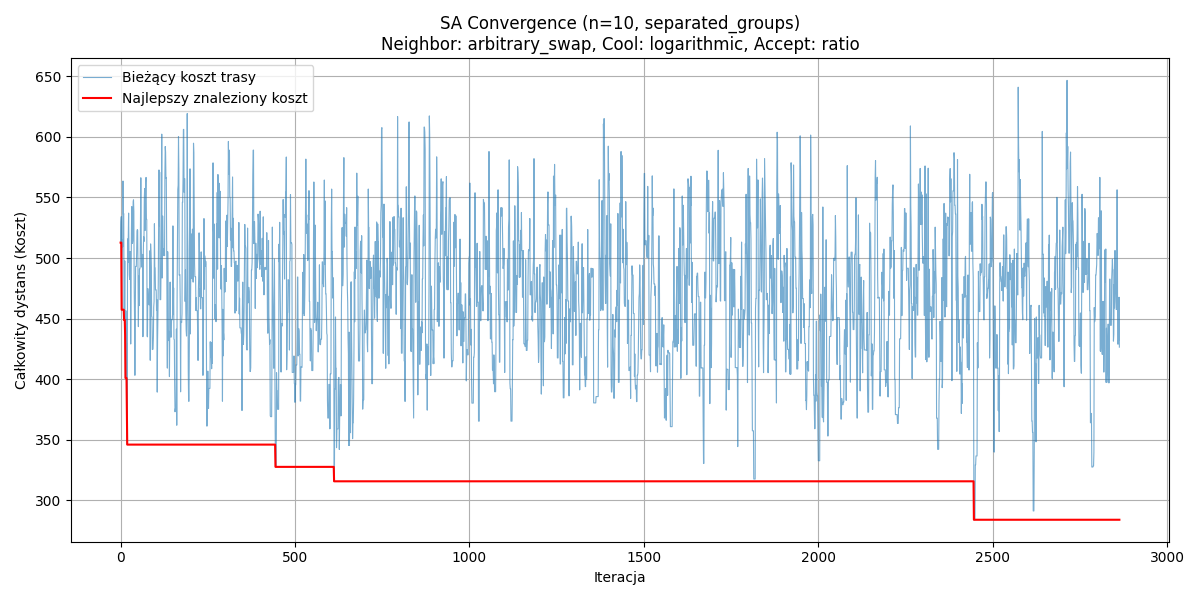 SA Convergence (n=10, separated_groups)
Neighbor: arbitrary_swap, Cool: logarithmic, Accept: ratio
Bieżący koszt trasy
Najlepszy znaleziony koszt
Całkowity dystans (Koszt)
650
600
550
500
450
400
350
300
0 500 1000 1500 2000 2500 3000
Iteracja